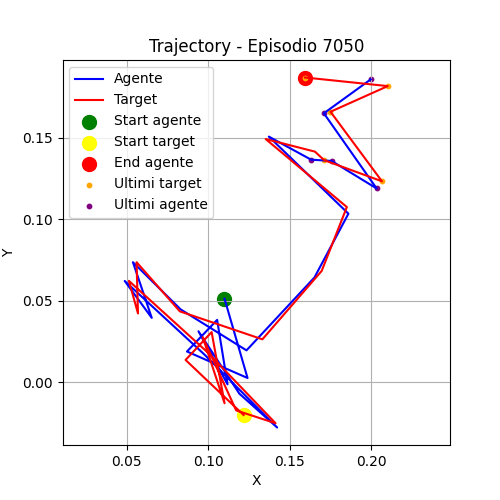 Trajectory - Episodio 7050
Agente
Target
Start agente
Start target
End agente
Ultimi target
Ultimi agente
Y
0.15
0.10
0.05
0.00
0.05 0.10 0.15 0.20
X